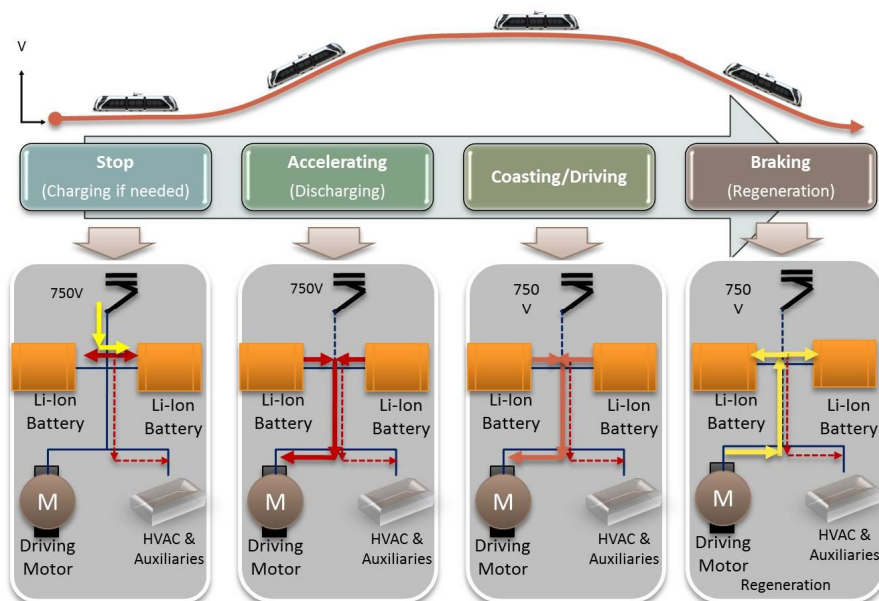 V
Stop
(Charging if needed)
Accelerating
(Discharging)
Coasting/Driving
Braking
(Regeneration)
750V
Li-Ion
Battery
Li-Ion
Battery
M
Driving
Motor
HVAC &
Auxiliaries
750V
Li-Ion
Battery
Li-Ion
Battery
M
Driving
Motor
HVAC &
Auxiliaries
750
V
Li-Ion
Battery
Li-Ion
Battery
M
Driving
Motor
HVAC &
Auxiliaries
750
V
Li-Ion
Battery
Li-Ion
Battery
M
Driving
Motor
HVAC &
Auxiliaries
Regeneration